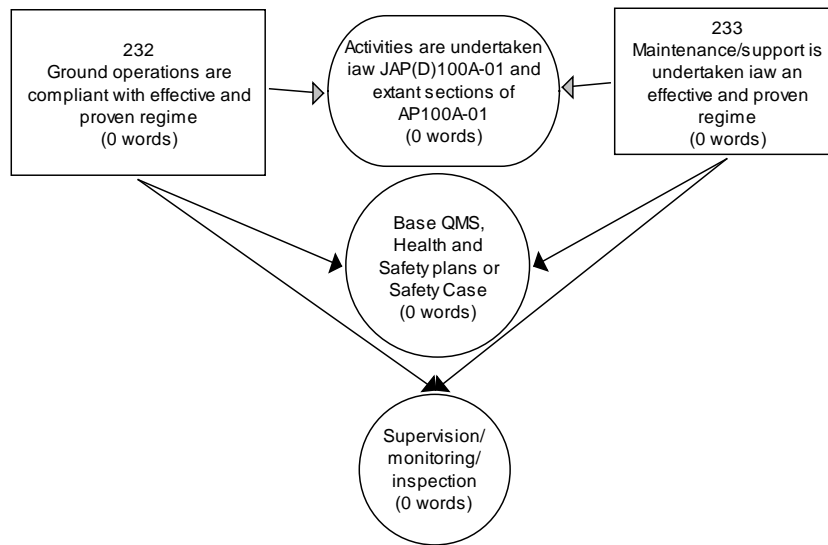 232
Ground operations are
compliant with effective and
proven regime
(0 words)
Activities are undertaken
iaw JAP(D)100A-01 and
extant sections of
AP100A-01
(0 words)
233
Maintenance/support is
undertaken iaw an
effective and proven
regime
(0 words)
Base QMS,
Health and
Safety plans or
Safety Case
(0 words)
Supervision/
monitoring/
inspection
(0 words)